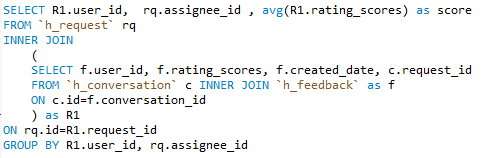 SELECT R1.user_id,  rq.assignee_id , avg(R1.rating_scores) as score
FROM `h_request` rq
INNER JOIN
(
SELECT f.user_id, f.rating_scores, f.created_date, c.request_id
FROM `h_conversation` c INNER JOIN `h_feedback` as f
ON c.id=f.conversation_id
) as R1
ON rq.id=R1.request_id
GROUP BY R1.user_id, rq.assignee_id